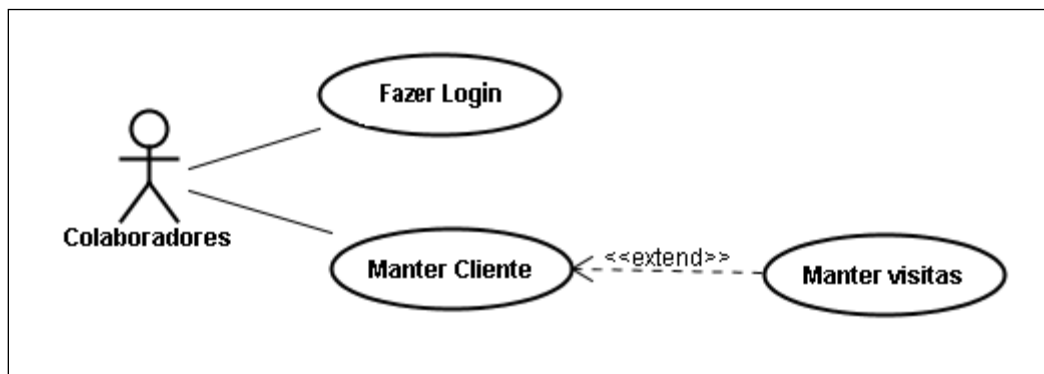 Fazer Login
Colaboradores
Manter Cliente
<<extend>>
Manter visitas